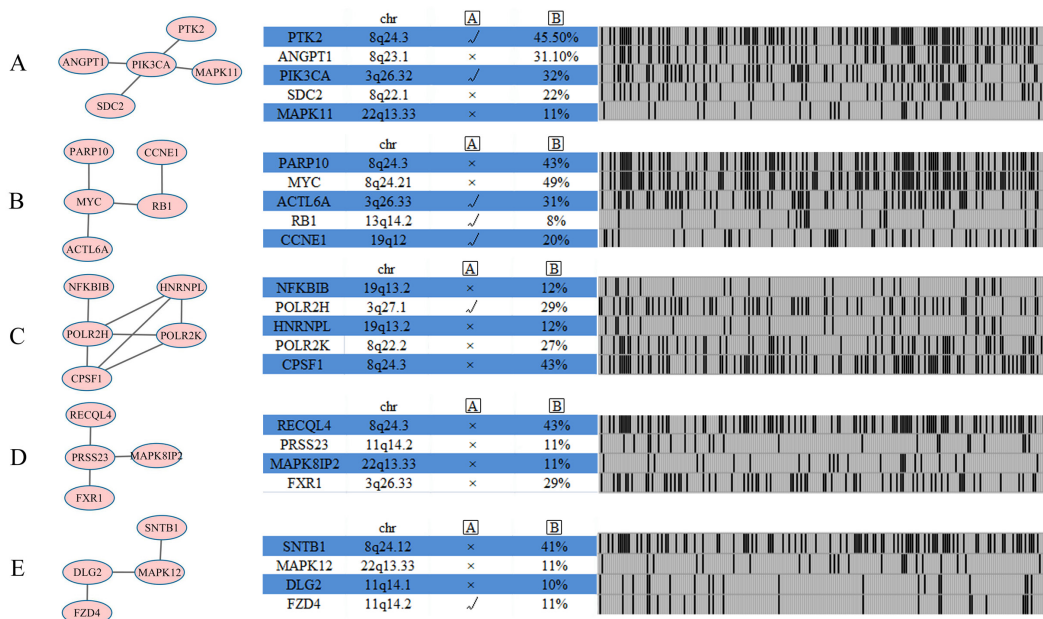 A
PTK2
ANGPT1
PIK3CA
MAPK11
SDC2
chr A B
PTK2 8q24.3 ✓ 45.50%
ANGPT1 8q23.1 × 31.10%
PIK3CA 3q26.32 ✓ 32%
SDC2 8q22.1 × 22%
MAPK11 22q13.33 × 11%
B
PARP10 CCNE1
MYC RB1
ACTL6A
chr A B
PARP10 8q24.3 × 43%
MYC 8q24.21 × 49%
ACTL6A 3q26.33 ✓ 31%
RB1 13q14.2 ✓ 8%
CCNE1 19q12 ✓ 20%
C
NFKBIB HNRNPL
POLR2H POLR2K
CPSF1
chr A B
NFKBIB 19q13.2 × 12%
POLR2H 3q27.1 ✓ 29%
HNRNPL 19q13.2 × 12%
POLR2K 8q22.2 × 27%
CPSF1 8q24.3 × 43%
D
RECQL4
PRSS23 MAPK8IP2
FXR1
chr A B
RECQL4 8q24.3 × 43%
PRSS23 11q14.2 × 11%
MAPK8IP2 22q13.33 × 11%
FXR1 3q26.33 × 29%
E
SNTB1
DLG2 MAPK12
FZD4
chr A B
SNTB1 8q24.12 × 41%
MAPK12 22q13.33 × 11%
DLG2 11q14.1 × 10%
FZD4 11q14.2 ✓ 11%